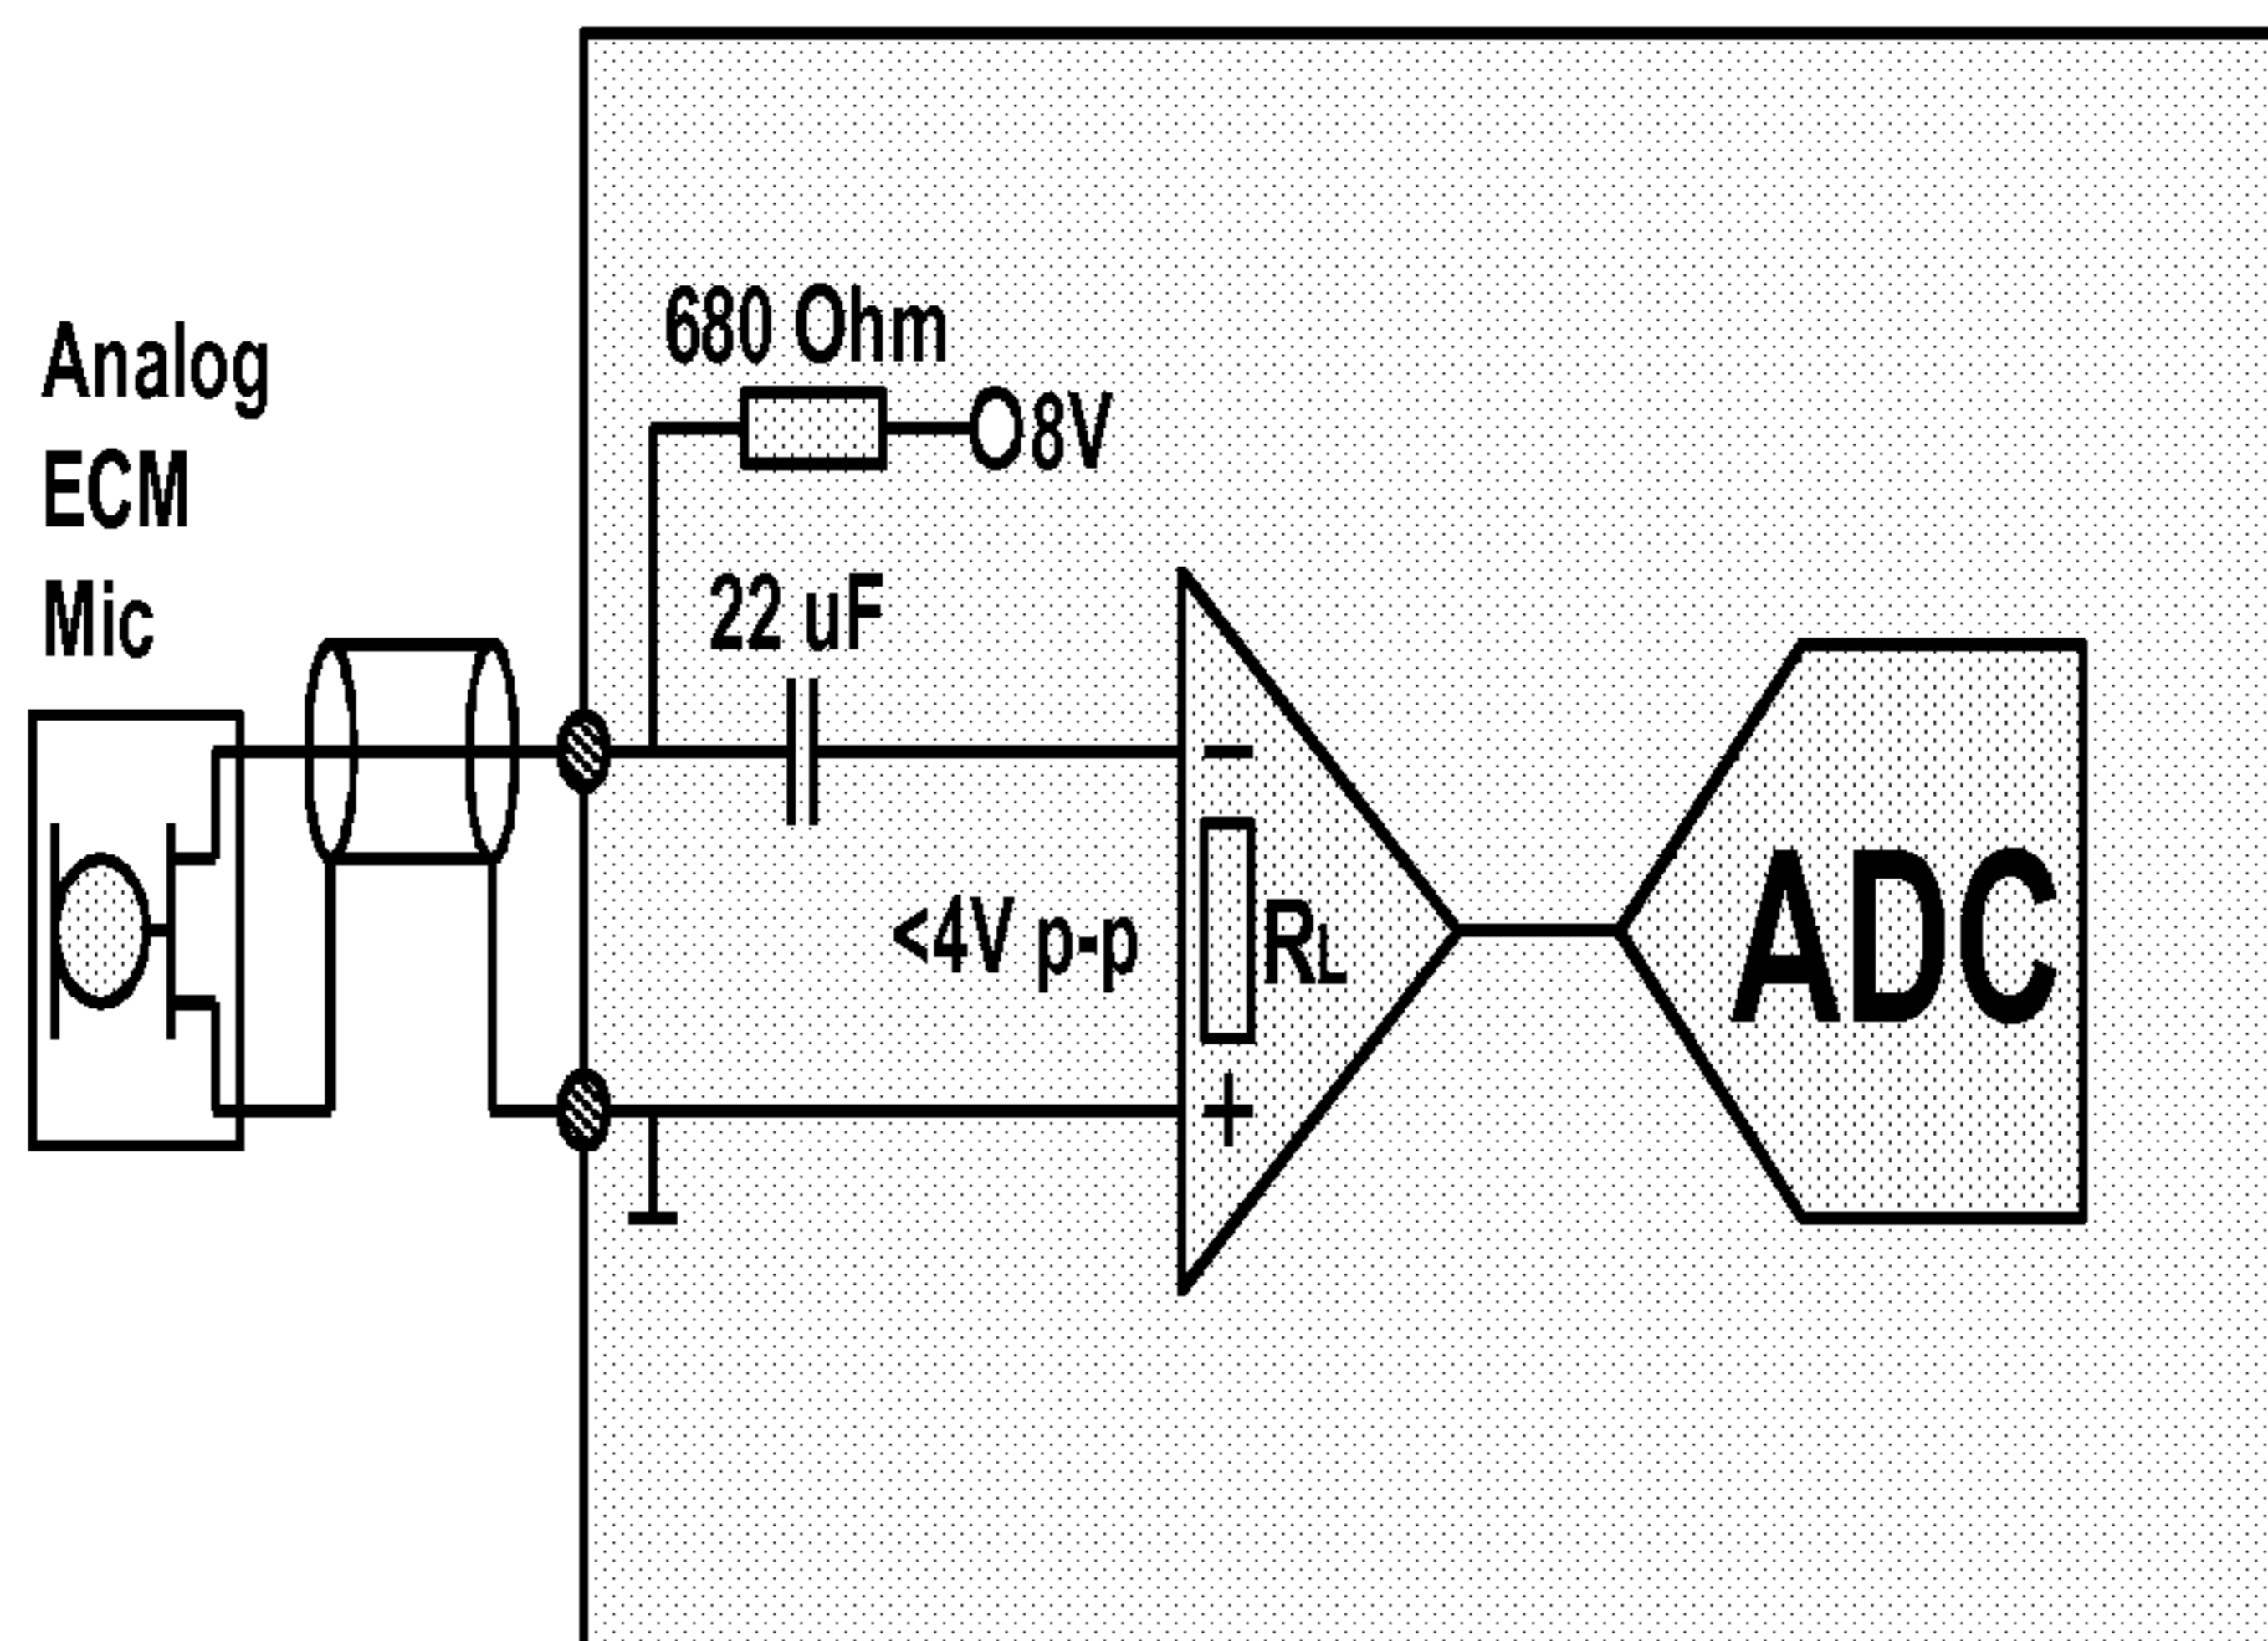 680 Ohm
8V
Analog
ECM
Mic
22 uF
−
<4V p-p
RL
ADC
+